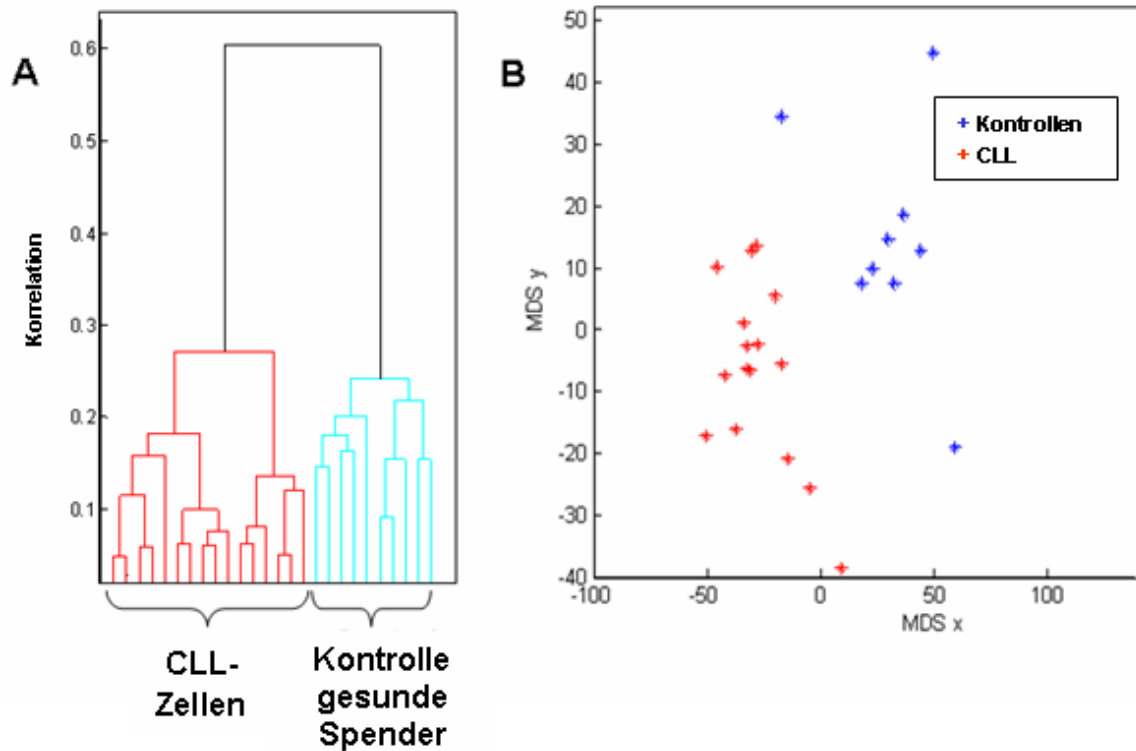 A
Korrelation
0.6
0.5
0.4
0.3
0.2
0.1
CLL-
Zellen
Kontrolle
gesunde
Spender
B
MDS y
50
40
30
20
10
0
-10
-20
-30
-40
-100
-50
0
50
100
MDS x
Kontrollen
CLL